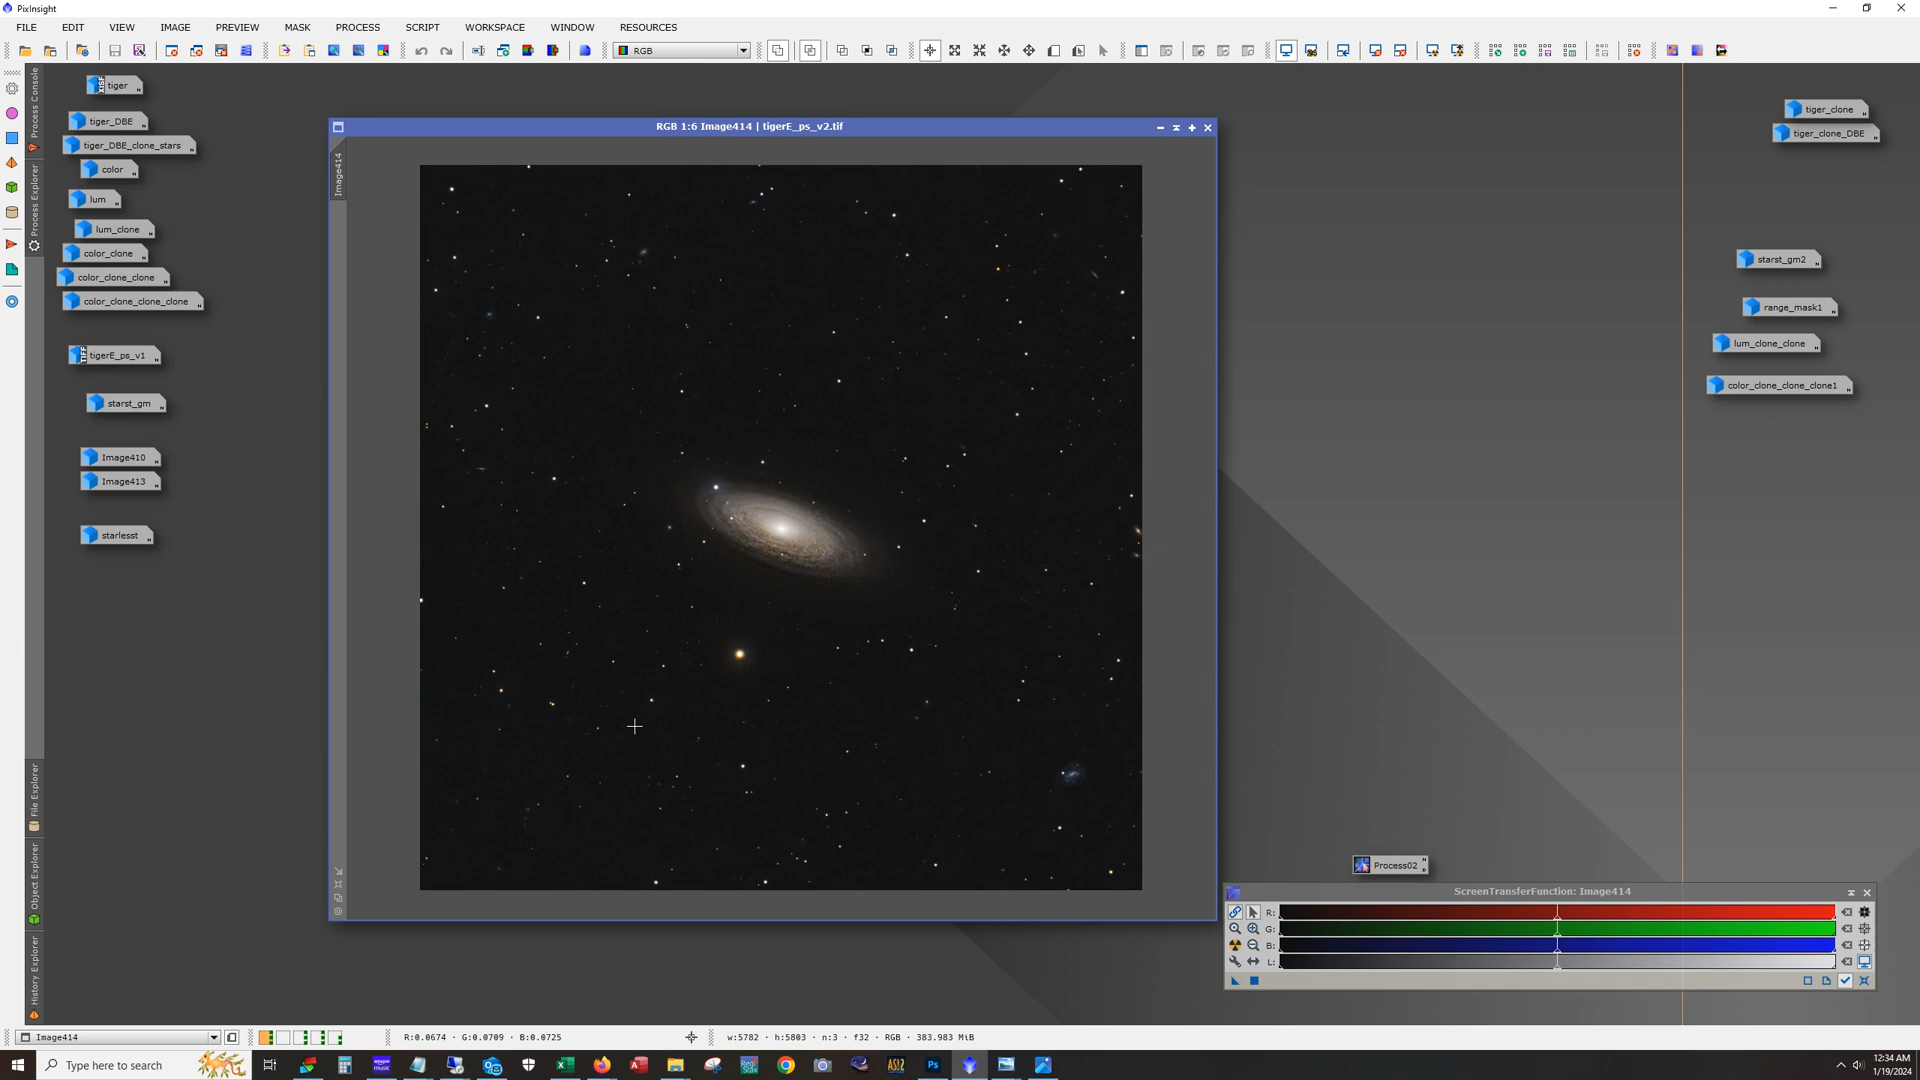 PixInsight
FILE EDIT VIEW IMAGE PROCESS PREVIEW MASK PROCESS SCRIPT WORKSPACE WINDOW RESOURCES
RGB
Process Console
Process Explorer
File Explorer
Object Explorer
History Explorer
tiger
tiger_DBE
tiger_DBE_clone_stars
color
lum
lum_clone
color_clone
color_clone_clone
color_clone_clone_clone
tigerE_ps_v1
starst_gm
Image410
Image413
starlesst
RGB 1:6 Image414 | tigerE_ps_v2.tif
Image414
tiger_clone
tiger_clone_DBE
starst_gm2
range_mask1
lum_clone_clone
color_clone_clone_clone1
Process02
ScreenTransferFunction: Image414
R:
G:
B:
L:
Image414
R:0.0674 · G:0.0709 · B:0.0725
w:5782 · h:5803 · n:3 · f32 · RGB · 383.983 MiB
Type here to search
12:34 AM
1/19/2024